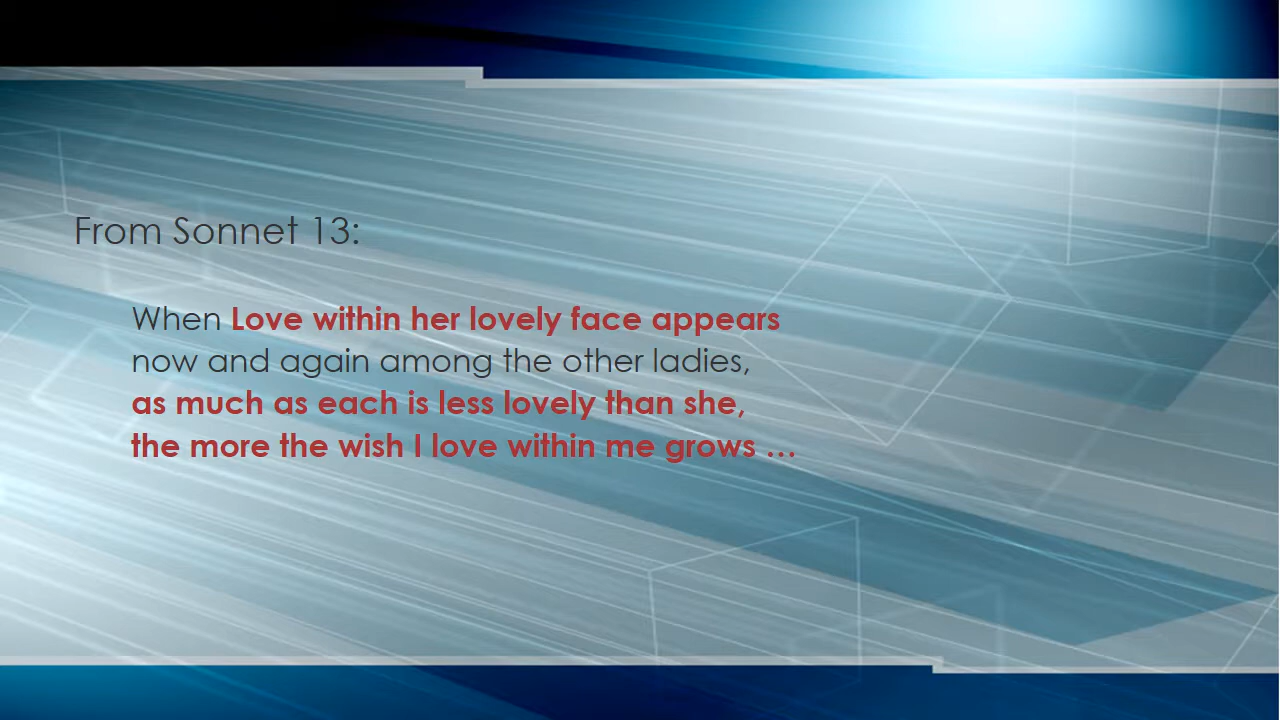 From Sonnet 13:
When Love within her lovely face appears
now and again among the other ladies,
as much as each is less lovely than she,
the more the wish I love within me grows …